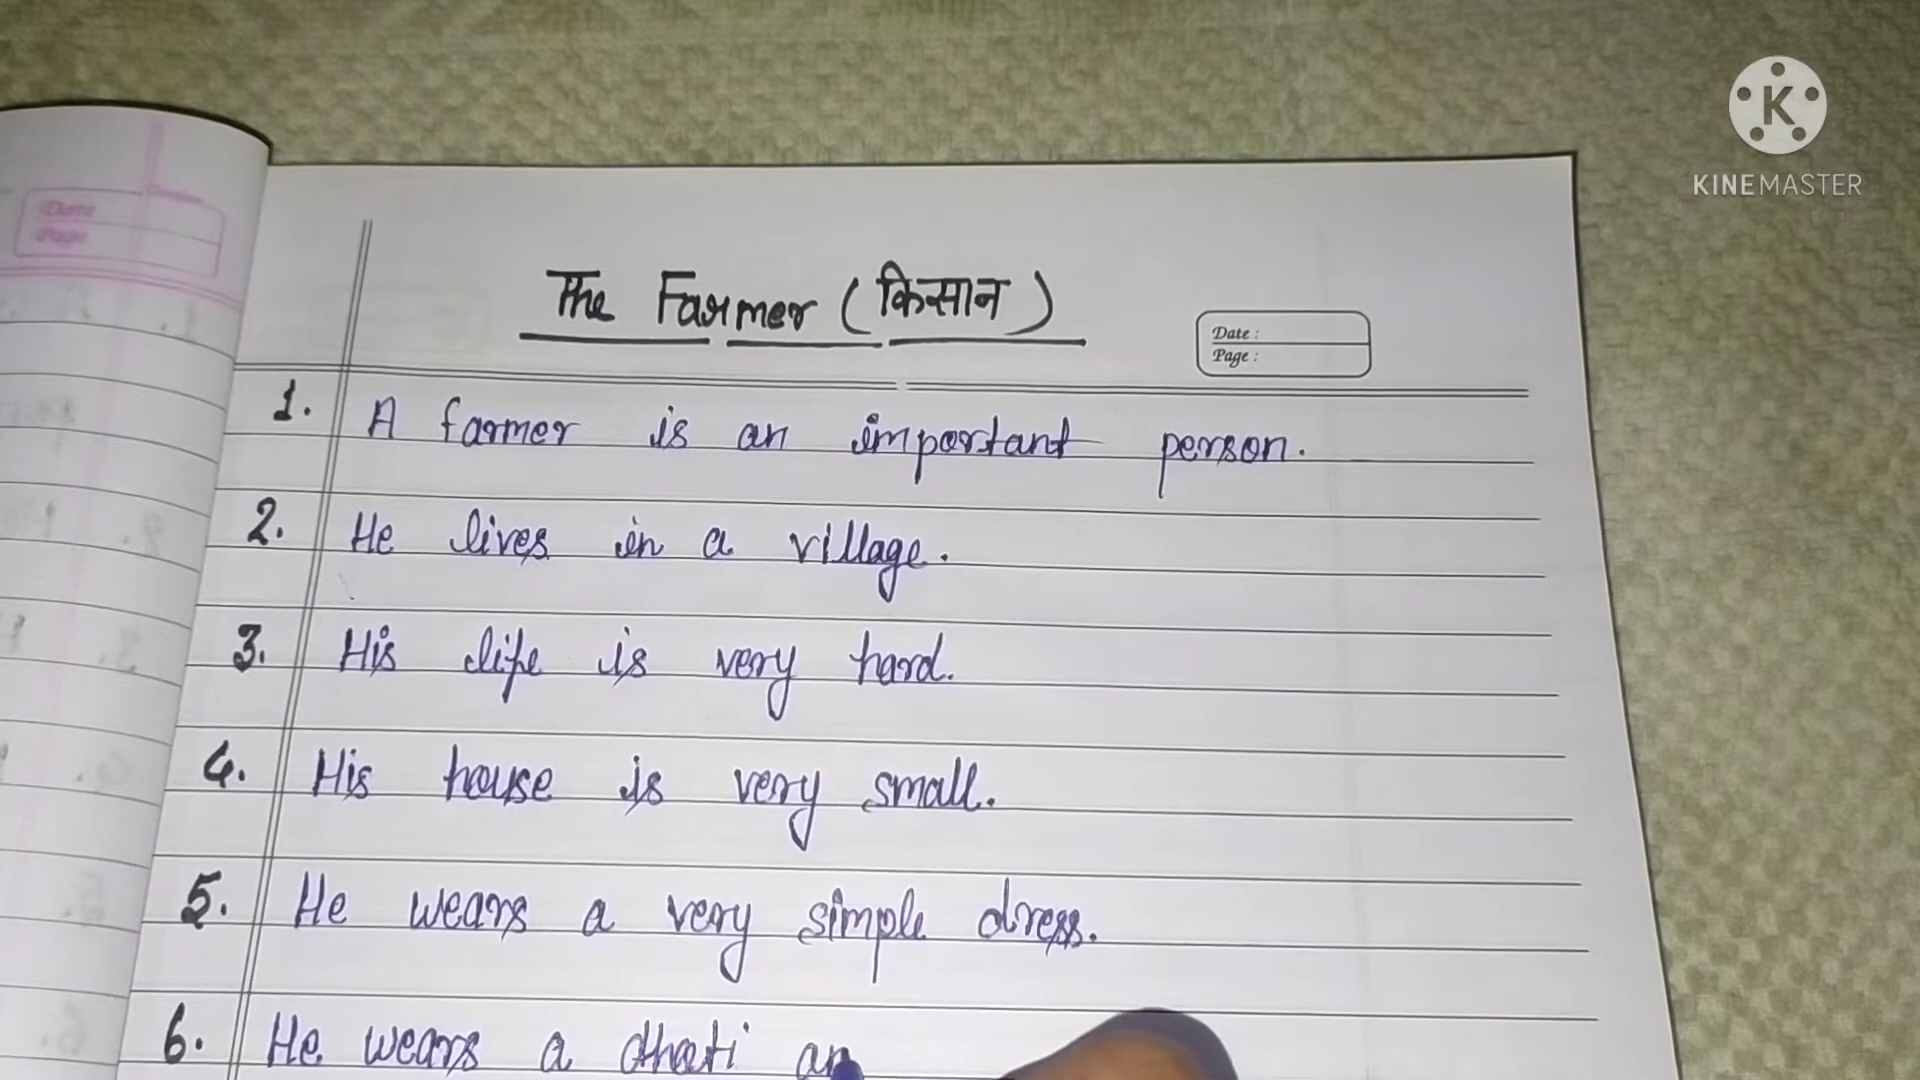 KINEMASTER
The Farmer (किसान)
Date :
Page :
1. A farmer is an important person.
2. He lives in a village.
3. His life is very hard.
4. His house is very small.
5. He wears a very simple dress.
6. He wears a dhoti an